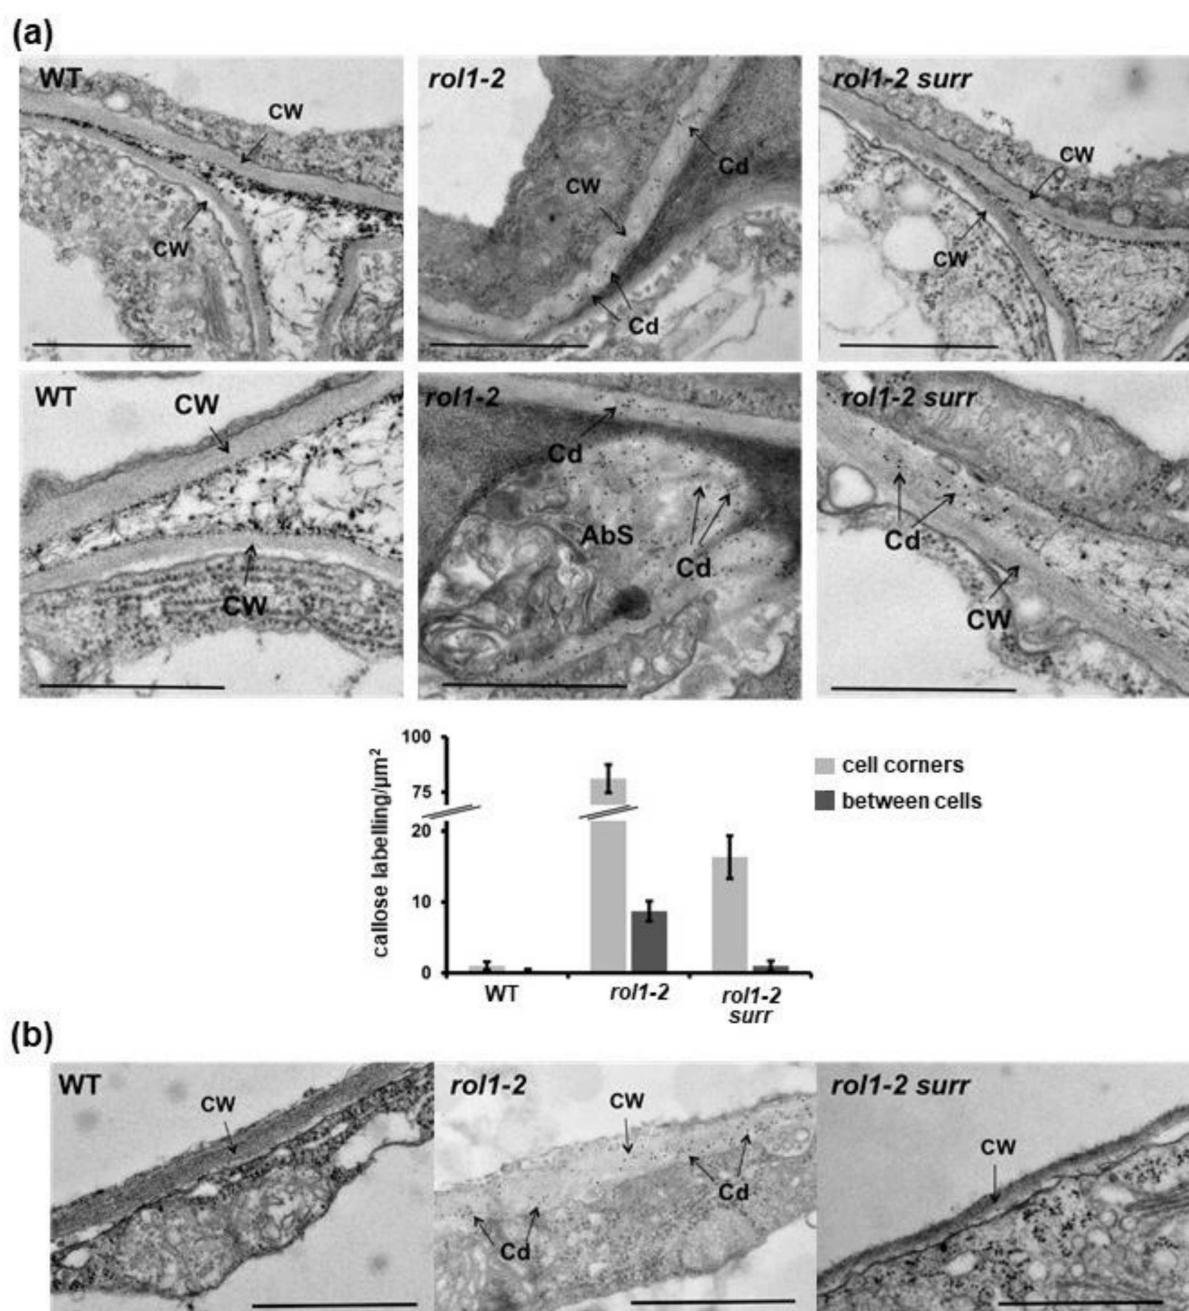 (a)
WT
CW
CW
rol1-2
CW
Cd
Cd
rol1-2 surr
CW
CW
WT
CW
CW
rol1-2
Cd
AbS
Cd
rol1-2 surr
Cd
CW
callose labelling/µm²
100
75
20
10
0
WT
rol1-2
rol1-2
surr
cell corners
between cells
(b)
WT
CW
rol1-2
CW
Cd
Cd
rol1-2 surr
CW